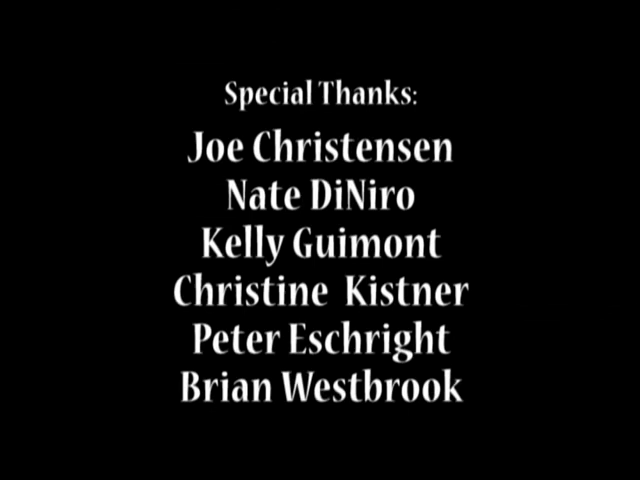 Special Thanks:
Joe Christensen
Nate DiNiro
Kelly Guimont
Christine Kistner
Peter Eschright
Brian Westbrook